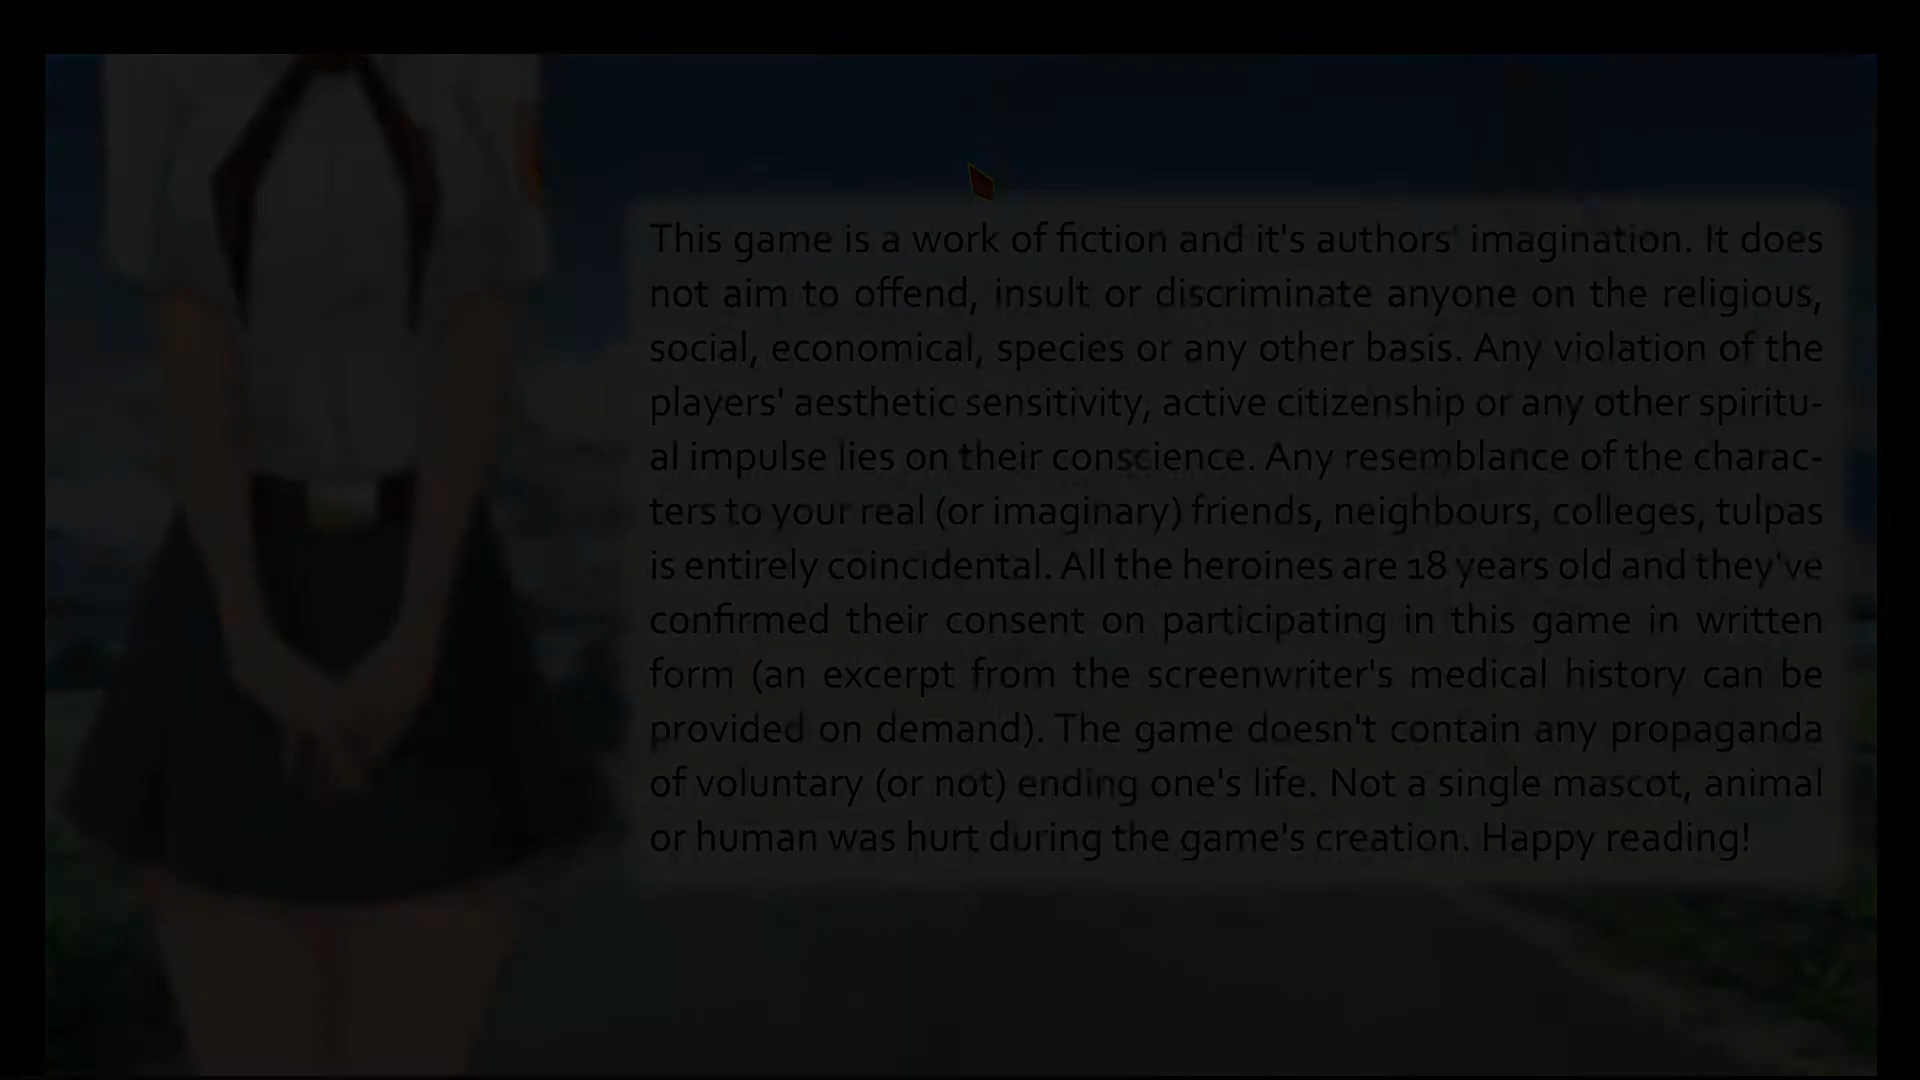 This game is a work of fiction and it's authors' imagination. It does
not aim to offend, insult or discriminate anyone on the religious,
social, economical, species or any other basis. Any violation of the
players' aesthetic sensitivity, active citizenship or any other spiritu-
al impulse lies on their conscience. Any resemblance of the charac-
ters to your real (or imaginary) friends, neighbours, colleges, tulpas
is entirely coincidental. All the heroines are 18 years old and they've
confirmed their consent on participating in this game in written
form (an excerpt from the screenwriter's medical history can be
provided on demand). The game doesn't contain any propaganda
of voluntary (or not) ending one's life. Not a single mascot, animal
or human was hurt during the game's creation. Happy reading!